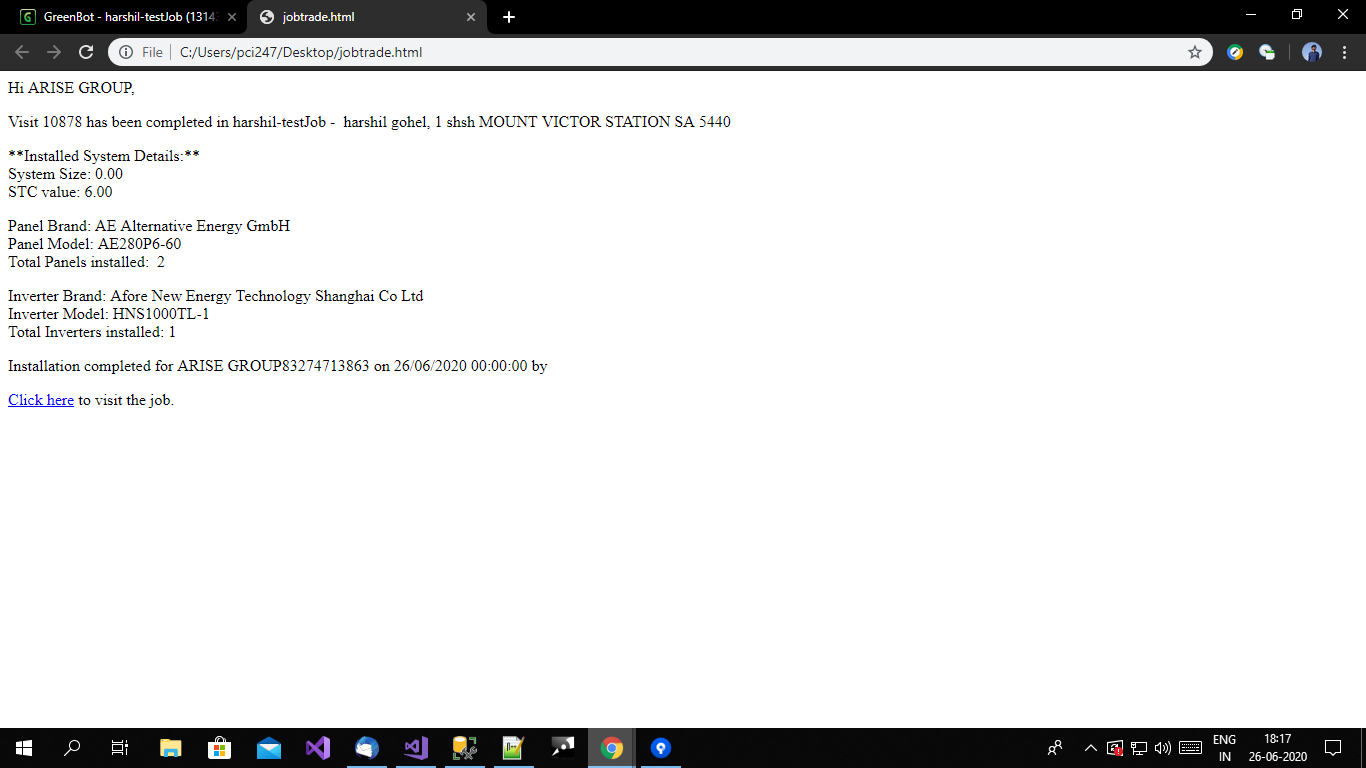 GreenBot - harshil-testJob (1314
jobtrade.html
File
C:/Users/pci247/Desktop/jobtrade.html
Hi ARISE GROUP,
Visit 10878 has been completed in harshil-testJob -  harshil gohel, 1 shsh MOUNT VICTOR STATION SA 5440
**Installed System Details:**
System Size: 0.00
STC value: 6.00
Panel Brand: AE Alternative Energy GmbH
Panel Model: AE280P6-60
Total Panels installed:  2
Inverter Brand: Afore New Energy Technology Shanghai Co Ltd
Inverter Model: HNS1000TL-1
Total Inverters installed: 1
Installation completed for ARISE GROUP83274713863 on 26/06/2020 00:00:00 by
Click here to visit the job.
ENG
IN
18:17
26-06-2020